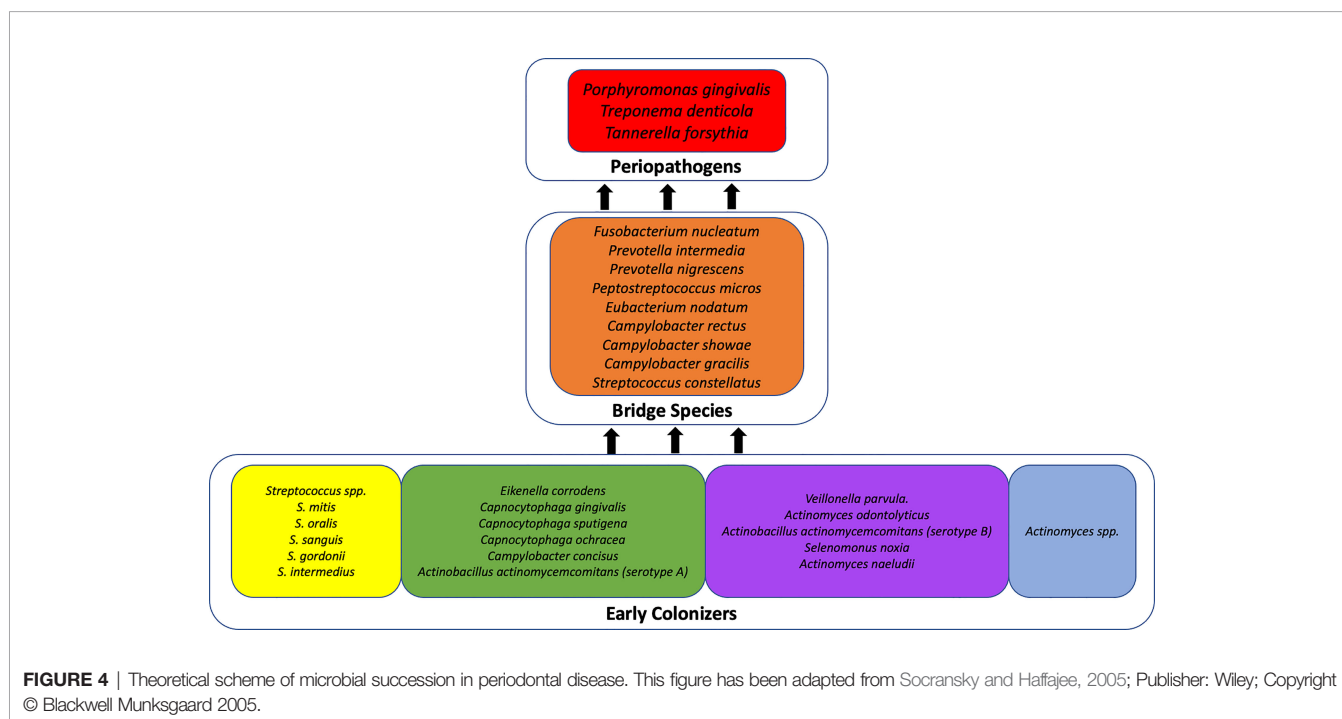 Porphyromonas gingivalis
Treponema denticola
Tannerella forsythia
Periopathogens
Fusobacterium nucleatum
Prevotella intermedia
Prevotella nigrescens
Peptostreptococcus micros
Eubacterium nodatum
Campylobacter rectus
Campylobacter showae
Campylobacter gracilis
Streptococcus constellatus
Bridge Species
Streptococcus spp.
S. mitis
S. oralis
S. sanguis
S. gordonii
S. intermedius
Eikenella corrodens
Capnocytophaga gingivalis
Capnocytophaga sputigena
Capnocytophaga ochracea
Campylobacter concisus
Actinobacillus actinomycemcomitans (serotype A)
Veillonella parvula.
Actinomyces odontolyticus
Actinobacillus actinomycemcomitans (serotype B)
Selenomonus noxia
Actinomyces naeludii
Actinomyces spp.
Early Colonizers
FIGURE 4 | Theoretical scheme of microbial succession in periodontal disease. This figure has been adapted from Socransky and Haffajee, 2005; Publisher: Wiley; Copyright
© Blackwell Munksgaard 2005.